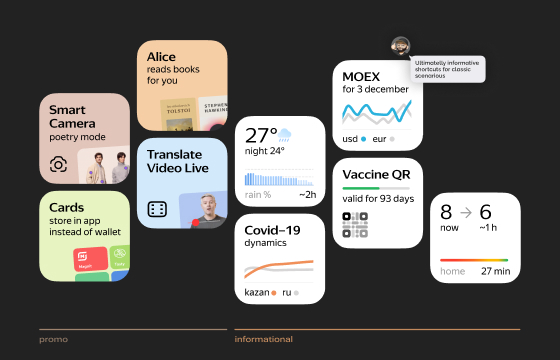 Alice
reads books
for you
TOLSTOI
STEPHEN
HAWKING
Smart
Camera
poetry mode
Translate
Video Live
Cards
store in app
instead of wallet
27°
night 24°
rain %
~2h
Covid–19
dynamics
kazan
ru
Ultimatelly informative
shortcuts for classic
scenarious
MOEX
for 3 december
usd
eur
Vaccine QR
valid for 93 days
8 → 6
now
~1 h
home
27 min
promo
informational